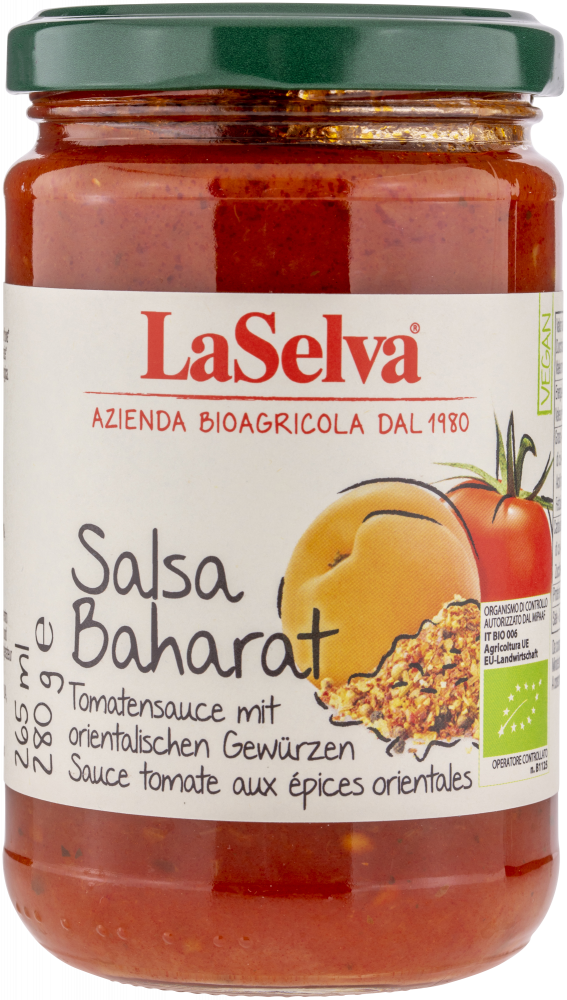 LaSelva®
AZIENDA BIOAGRICOLA DAL 1980
VEGAN
Salsa
Baharat
Tomatensauce mit
orientalischen Gewürzen
Sauce tomate aux épices orientales
265 ml
280 g e
ORGANISMO DI CONTROLLO
AUTORIZZATO DAL MIPAAF
IT BIO 006
Agricoltura UE
EU-Landwirtschaft
OPERATORE CONTROLLATO
n. B1125